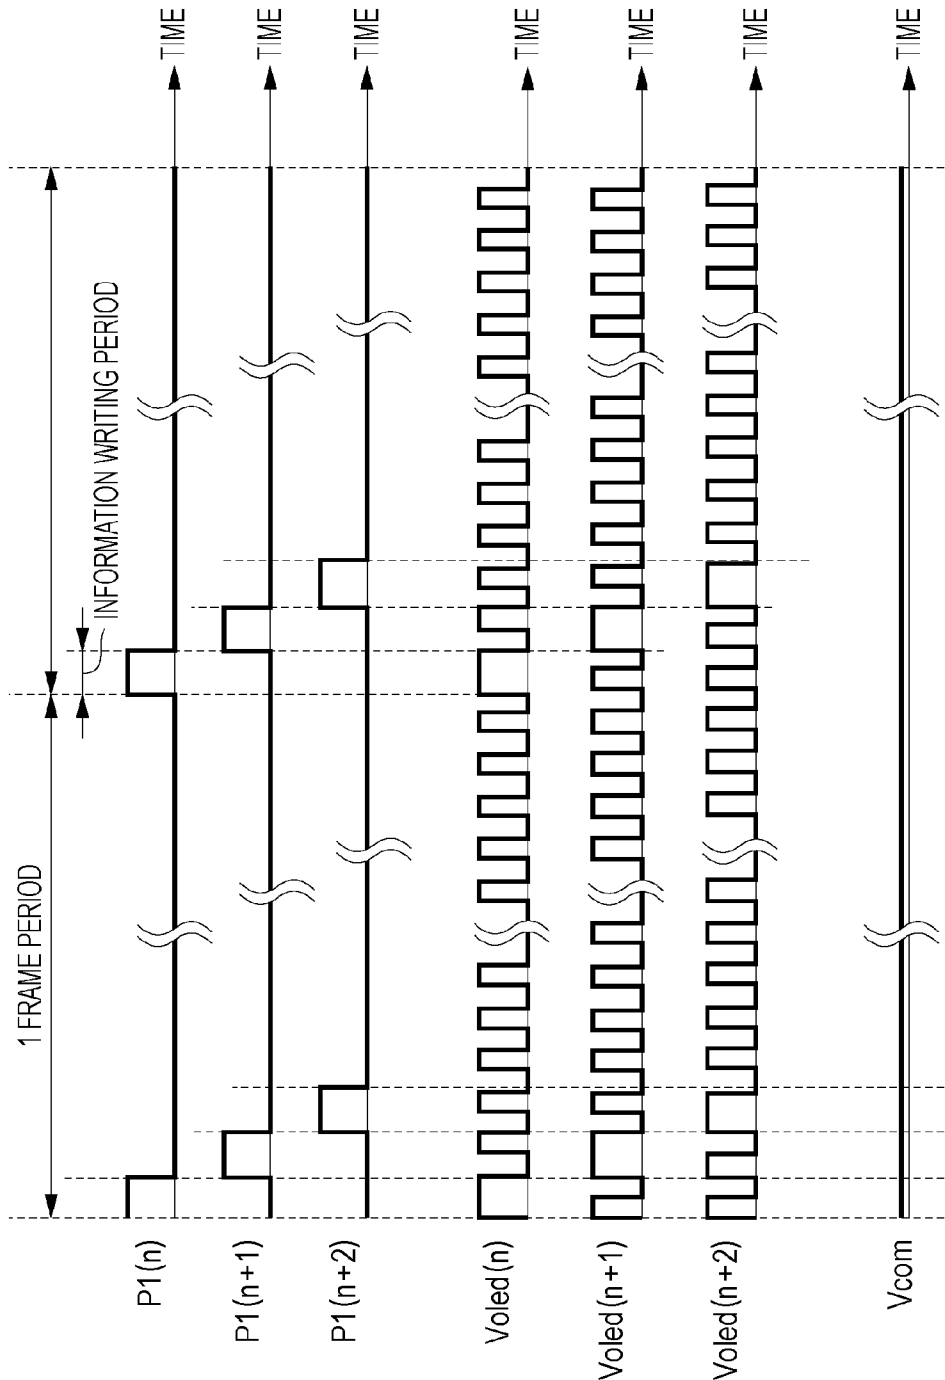 1 FRAME PERIOD
INFORMATION WRITING PERIOD
P1(n)
TIME
P1(n+1)
TIME
P1(n+2)
TIME
Voled(n)
TIME
Voled(n+1)
TIME
Voled(n+2)
TIME
Vcom
TIME